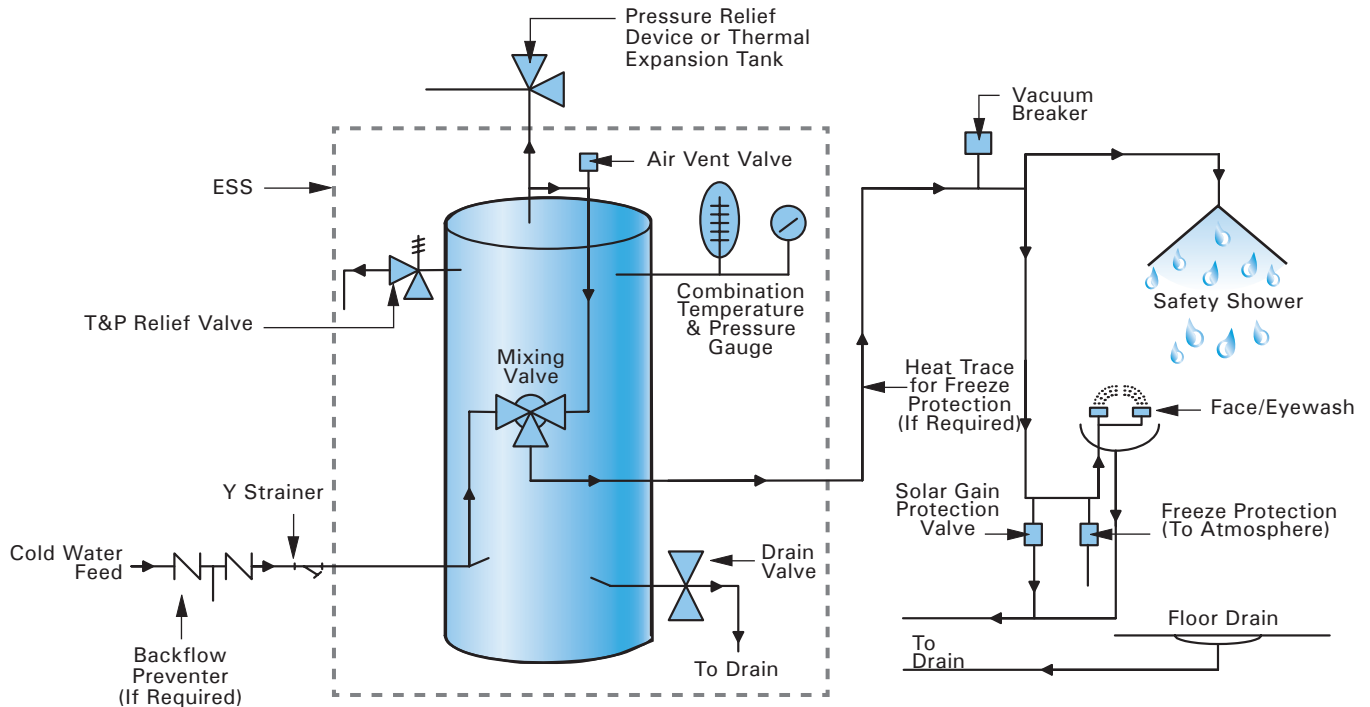 Pressure Relief
Device or Thermal
Expansion Tank
Vacuum
Breaker
Air Vent Valve
ESS
Combination
Temperature
& Pressure
Gauge
Safety Shower
T&P Relief Valve
Mixing
Valve
Heat Trace
for Freeze
Protection
(If Required)
Face/Eyewash
Y Strainer
Solar Gain
Protection
Valve
Freeze Protection
(To Atmosphere)
Cold Water
Feed
Drain
Valve
Floor Drain
Backflow
Preventer
(If Required)
To Drain
To
Drain